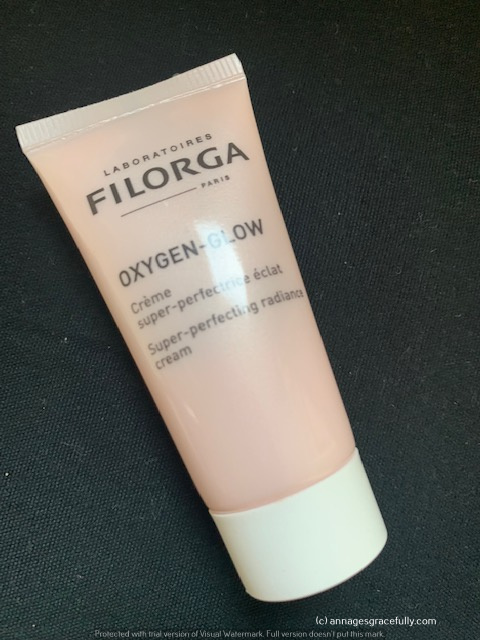 LABORATOIRES
FILORGA
PARIS
OXYGEN-GLOW
Crème
super-perfectrice éclat
Super-perfecting radiance
cream
(c) annagesgracefully.com
Protected with trial version of Visual Watermark. Full version doesn't put this mark.